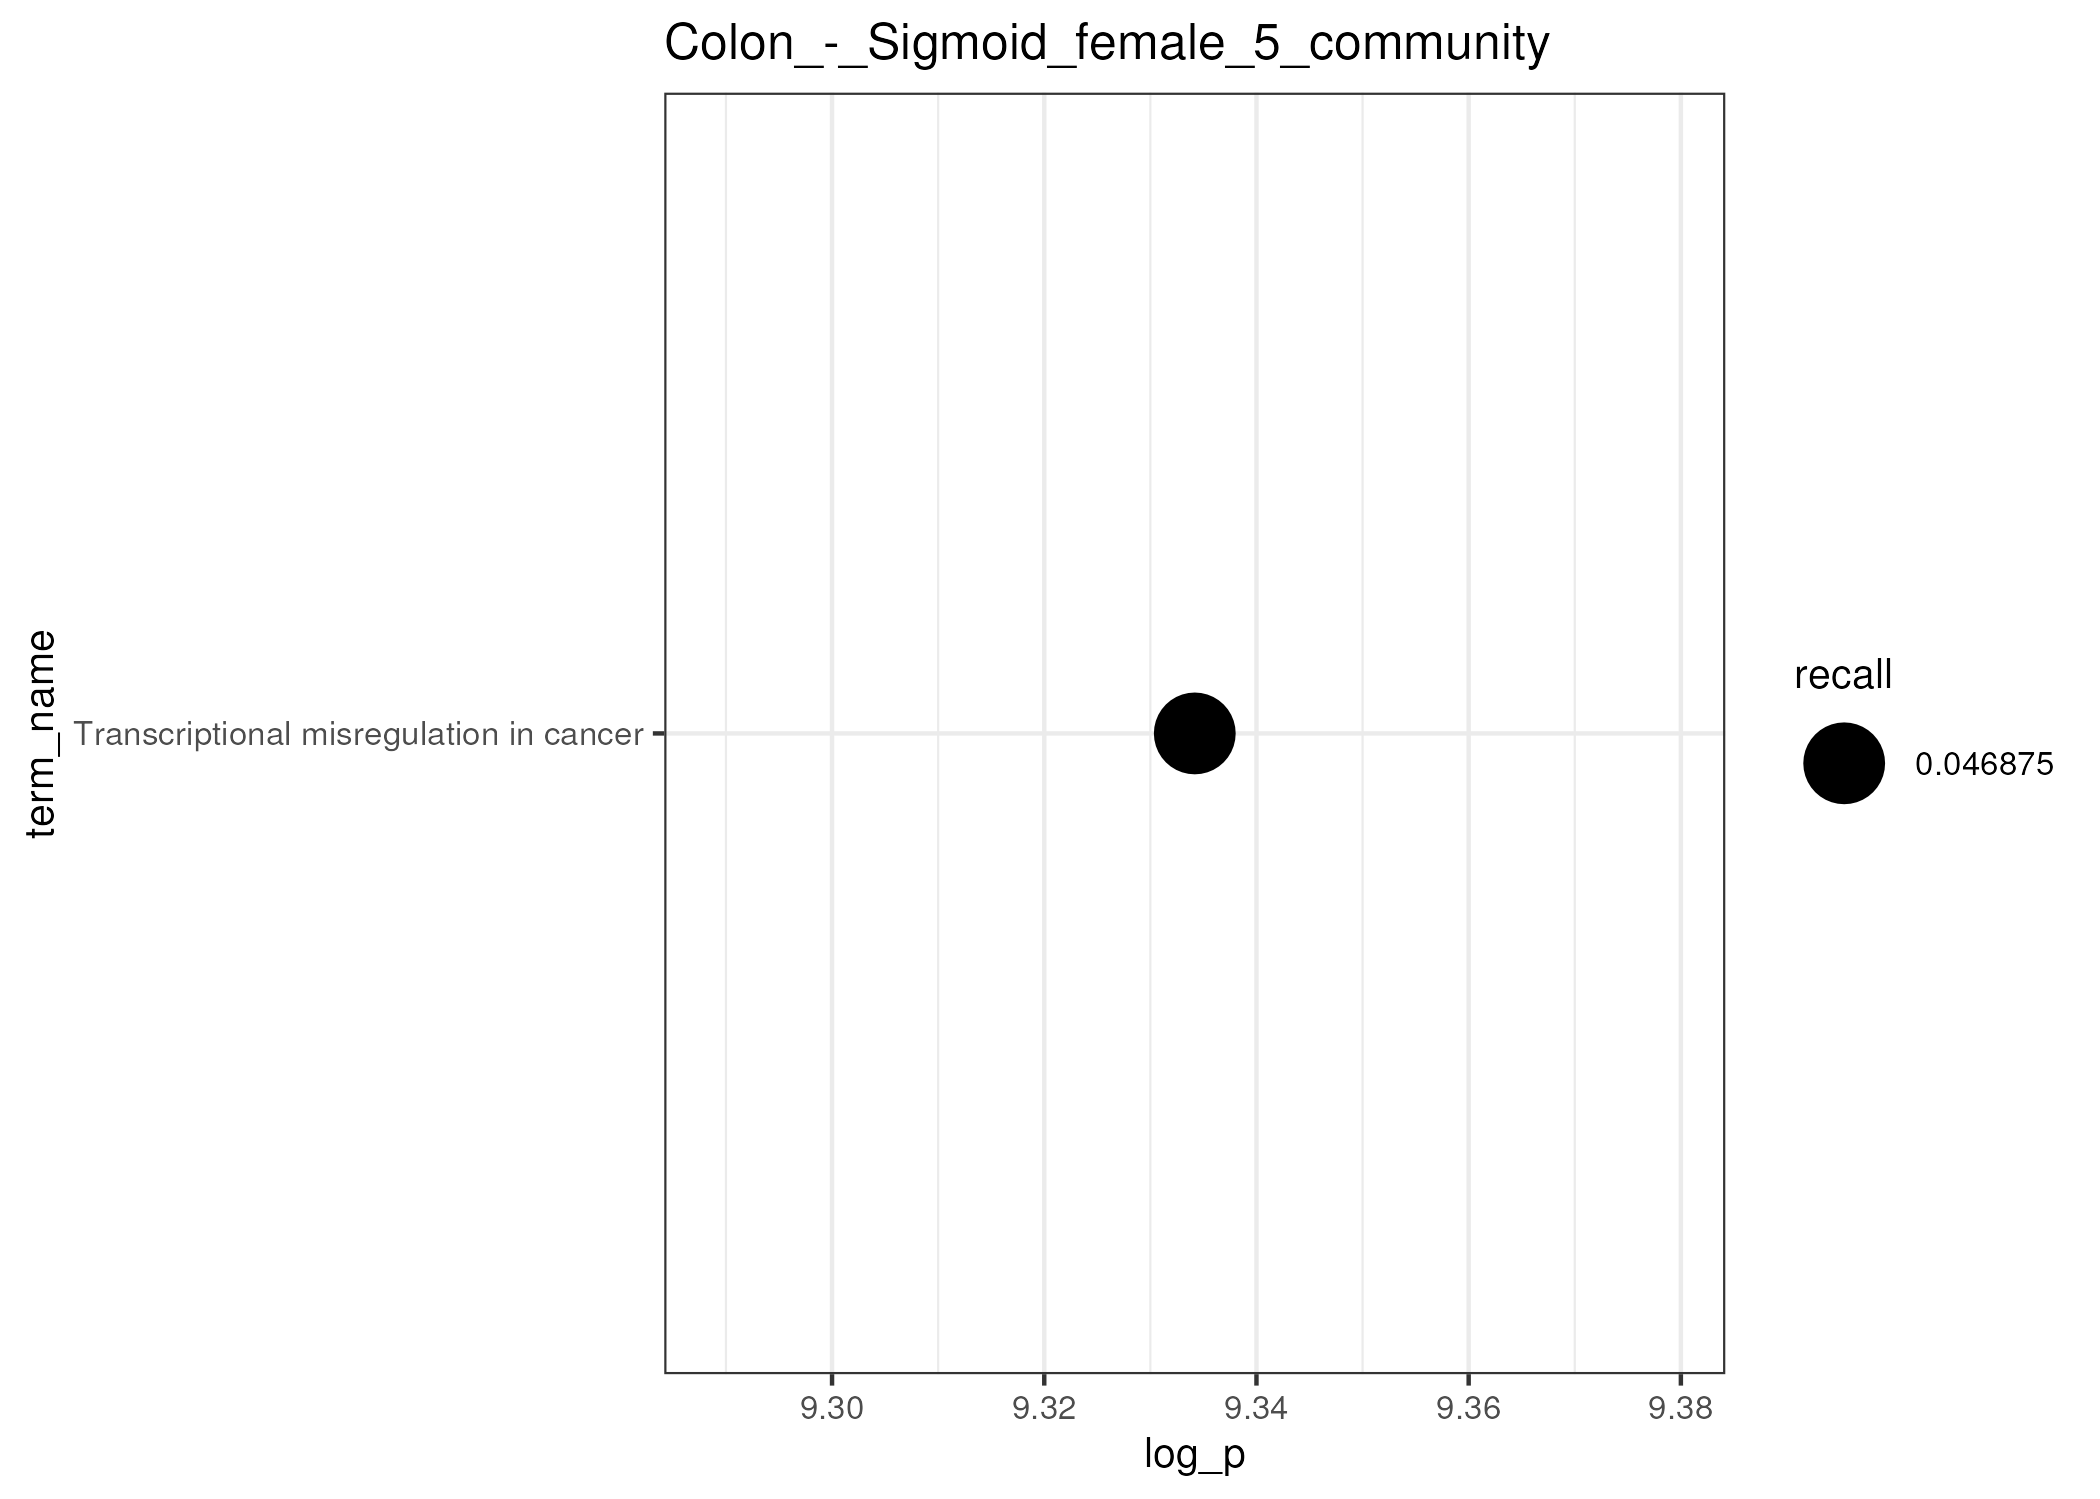 Colon_-_Sigmoid_female_5_community
term_name
Transcriptional misregulation in cancer
recall
0.046875
9.30 9.32 9.34 9.36 9.38
log_p